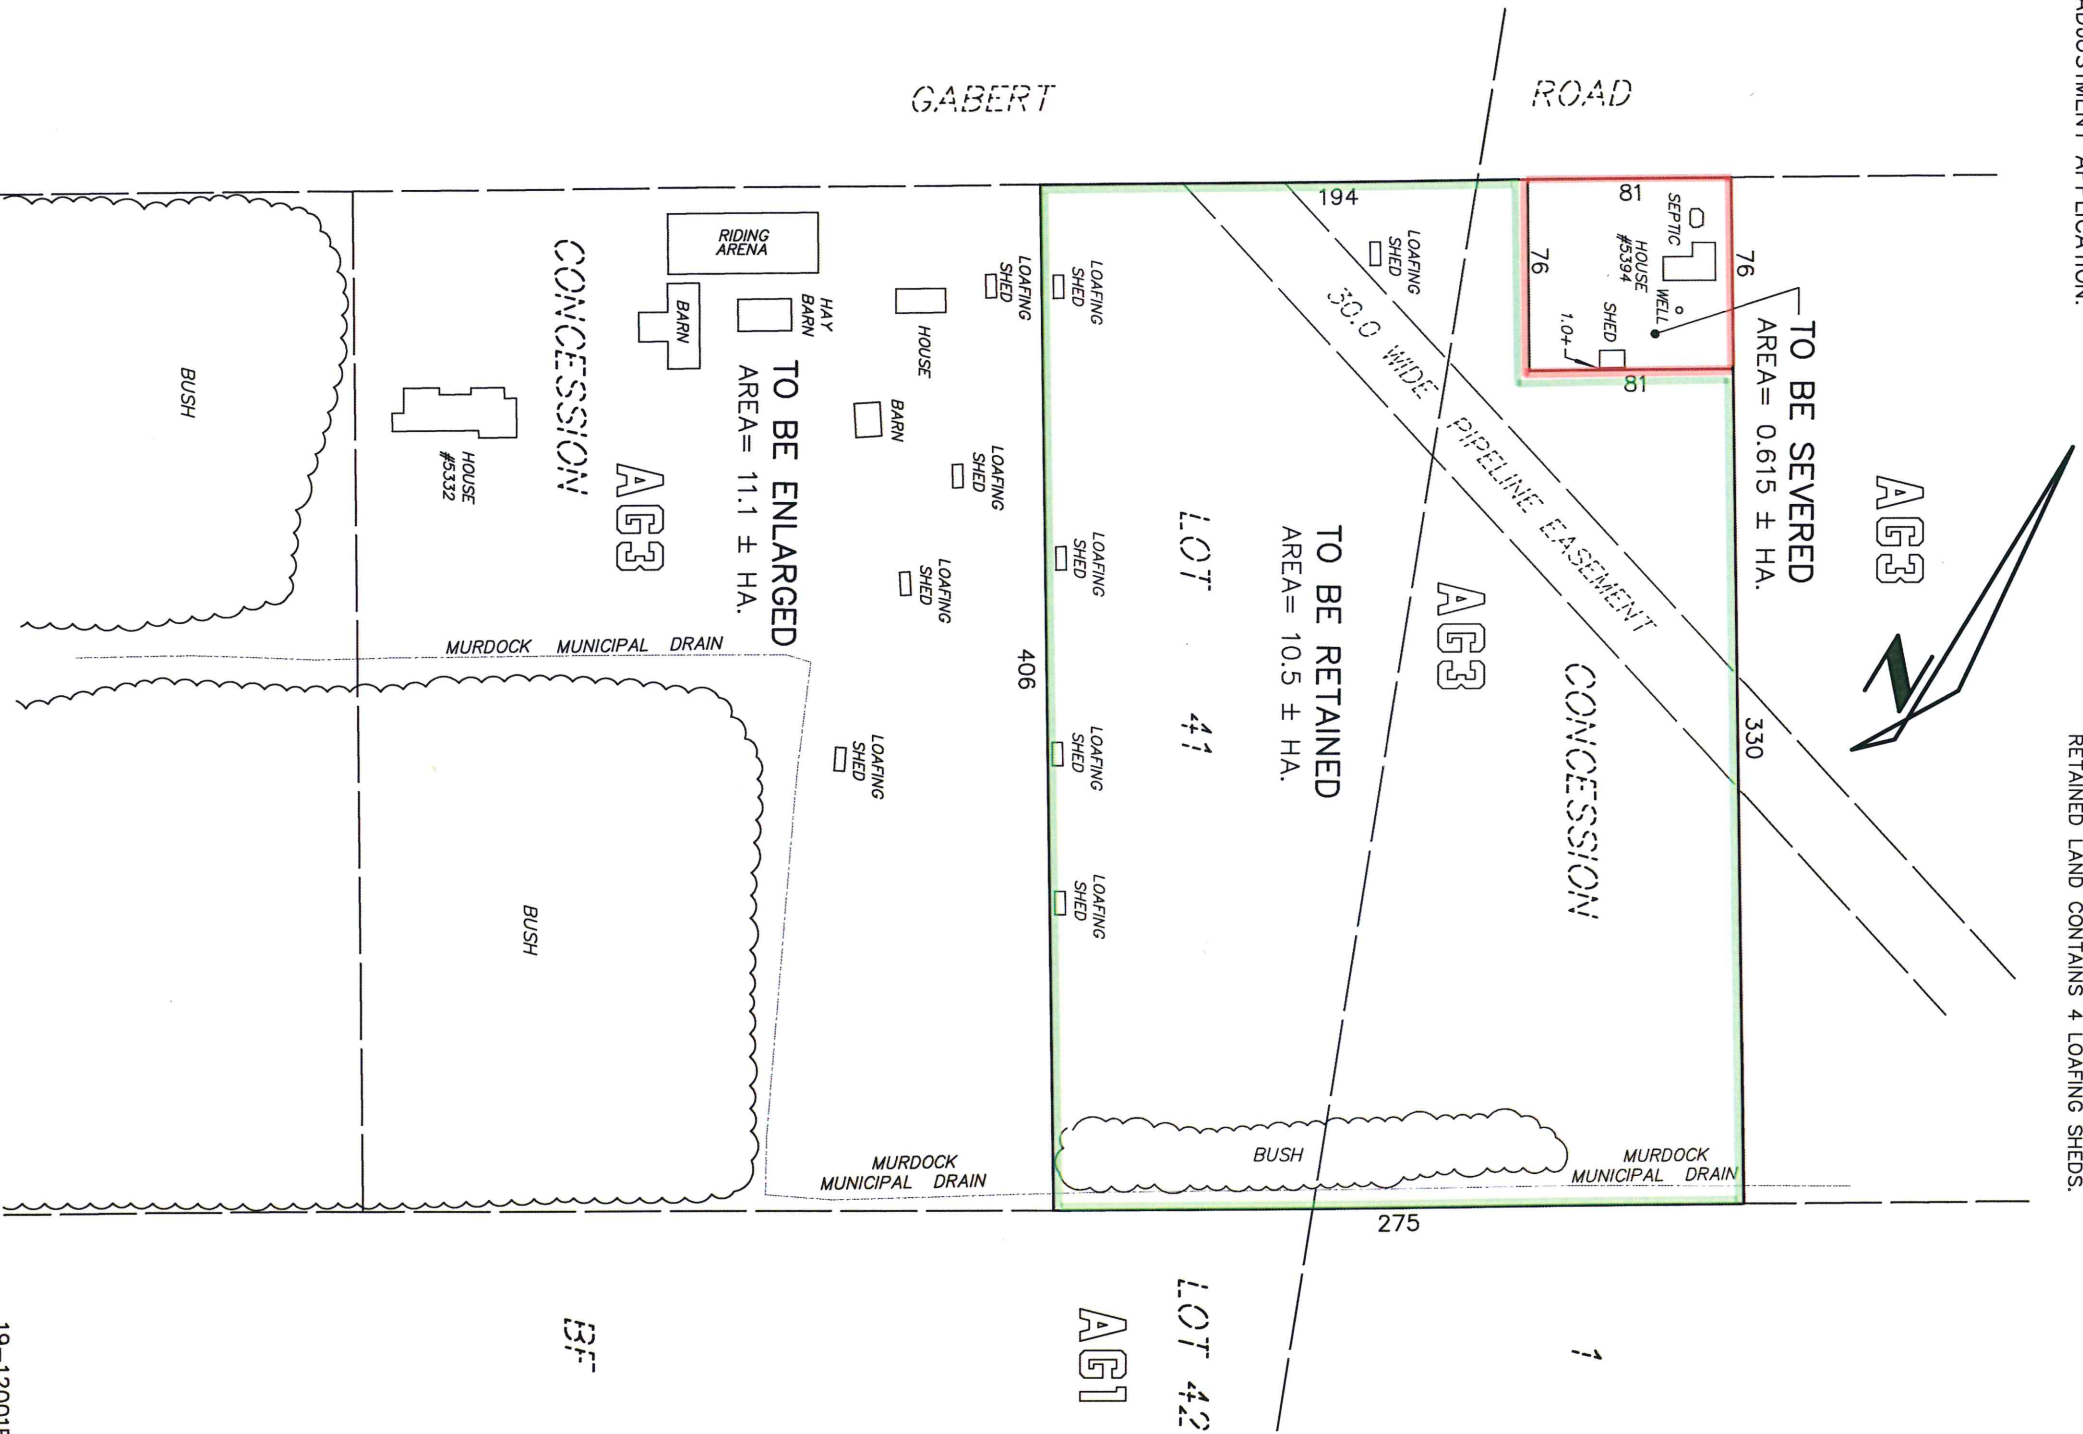 ADJUSTMENT APPLICATION.
RETAINED LAND CONTAINS 4 LOAFING SHEDS.
GABERT ROAD
194
81
76
76
81
SEPTIC
HOUSE
#5394
WELL
SHED
1.0±
TO BE SEVERED
AREA= 0.615 ± HA.
AG3
N
330
LOAFING
SHED
30.0 WIDE PIPELINE EASEMENT
CONCESSION
AG3
TO BE RETAINED
AREA= 10.5 ± HA.
LOT 41
LOAFING
SHED
LOAFING
SHED
LOAFING
SHED
LOAFING
SHED
406
BUSH
MURDOCK
MUNICIPAL DRAIN
275
LOAFING
SHED
HOUSE
BARN
LOAFING
SHED
LOAFING
SHED
LOAFING
SHED
RIDING
ARENA
HAY
BARN
BARN
TO BE ENLARGED
AREA= 11.1 ± HA.
AG3
CONCESSION
HOUSE
#5332
BUSH
MURDOCK MUNICIPAL DRAIN
BUSH
MURDOCK
MUNICIPAL DRAIN
BF
AG1
LOT 42
1